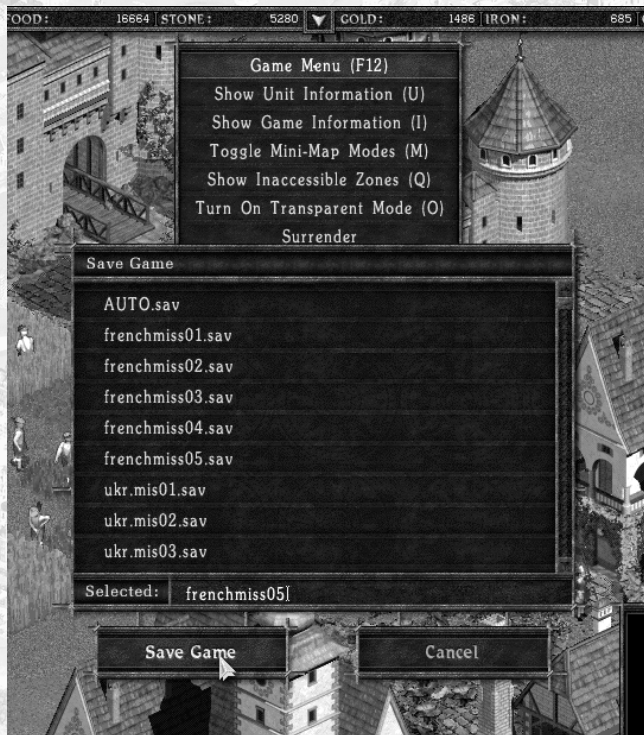 FOOD: 16664 STONE: 5280 GOLD: 1486 IRON: 685
Game Menu (F12)
Show Unit Information (U)
Show Game Information (I)
Toggle Mini-Map Modes (M)
Show Inaccessible Zones (Q)
Turn On Transparent Mode (O)
Surrender
Save Game
AUTO.sav
frenchmiss01.sav
frenchmiss02.sav
frenchmiss03.sav
frenchmiss04.sav
frenchmiss05.sav
ukr.mis01.sav
ukr.mis02.sav
ukr.mis03.sav
Selected: frenchmiss05
Save Game Cancel